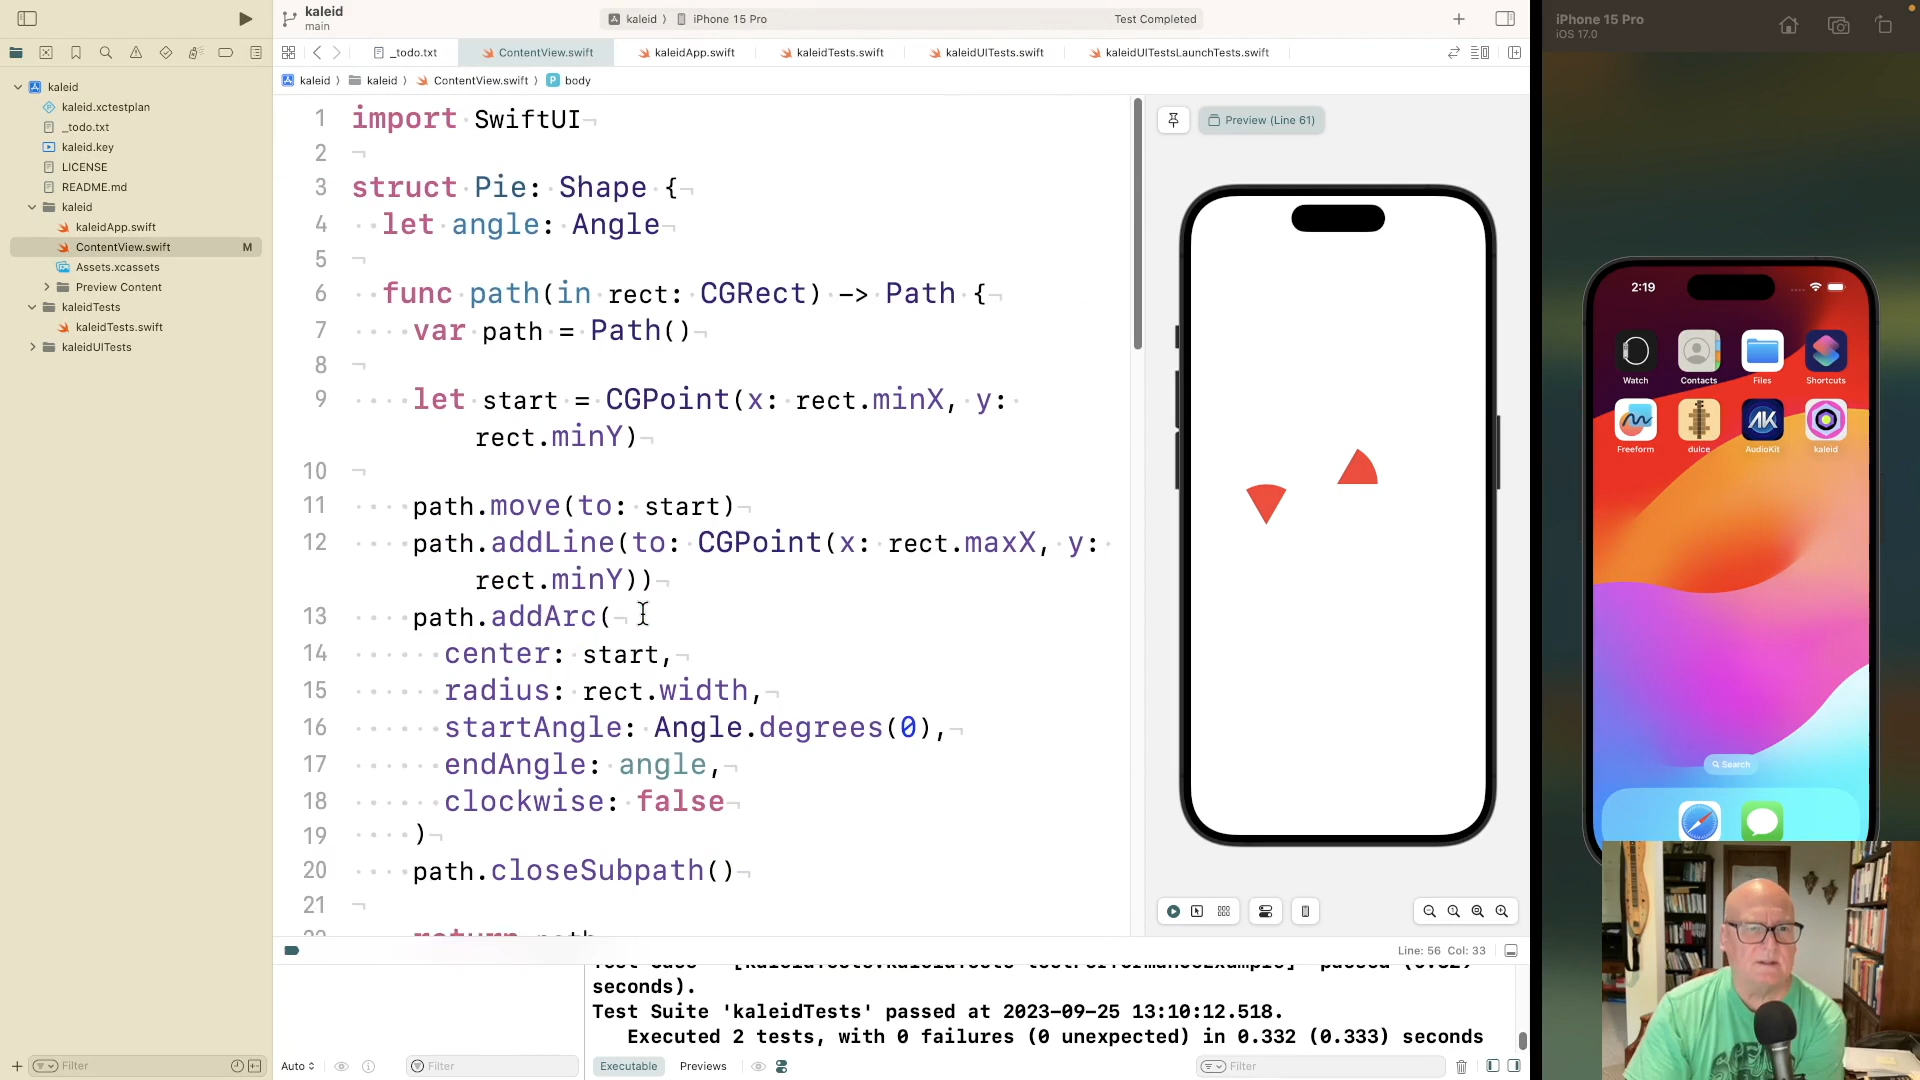 kaleid
main
kaleid
iPhone 15 Pro
Test Completed
_todo.txt
ContentView.swift
kaleidApp.swift
kaleidTests.swift
kaleidUITests.swift
kaleidUITestsLaunchTests.swift
kaleid
kaleid
ContentView.swift
P body
kaleid
kaleid.xctestplan
_todo.txt
kaleid.key
LICENSE
README.md
kaleid
kaleidApp.swift
ContentView.swift M
Assets.xcassets
Preview Content
kaleidTests
kaleidTests.swift
kaleidUITests
Filter
1 import SwiftUI
2
3 struct Pie: Shape {
4 let angle: Angle
5
6 func path(in rect: CGRect) -> Path {
7 var path = Path()
8
9 let start = CGPoint(x: rect.minX, y:
rect.minY)
10
11 path.move(to: start)
12 path.addLine(to: CGPoint(x: rect.maxX, y:
rect.minY))
13 path.addArc(
14 center: start,
15 radius: rect.width,
16 startAngle: Angle.degrees(0),
17 endAngle: angle,
18 clockwise: false
19 )
20 path.closeSubpath()
21
Preview (Line 61)
Line: 56 Col: 33
seconds).
Test Suite 'kaleidTests' passed at 2023-09-25 13:10:12.518.
Executed 2 tests, with 0 failures (0 unexpected) in 0.332 (0.333) seconds
Auto
Filter
Executable
Previews
Filter
iPhone 15 Pro
iOS 17.0
2:19
Watch
Contacts
Files
Shortcuts
AK
Freeform
dulce
AudioKit
kaleid
Search